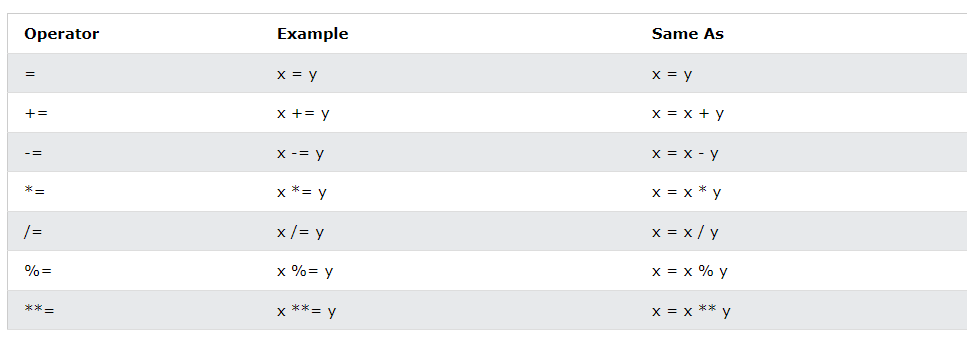 Operator Example Same As
= x = y x = y
+= x += y x = x + y
-= x -= y x = x - y
*= x *= y x = x * y
/= x /= y x = x / y
%= x %= y x = x % y
**= x **= y x = x ** y